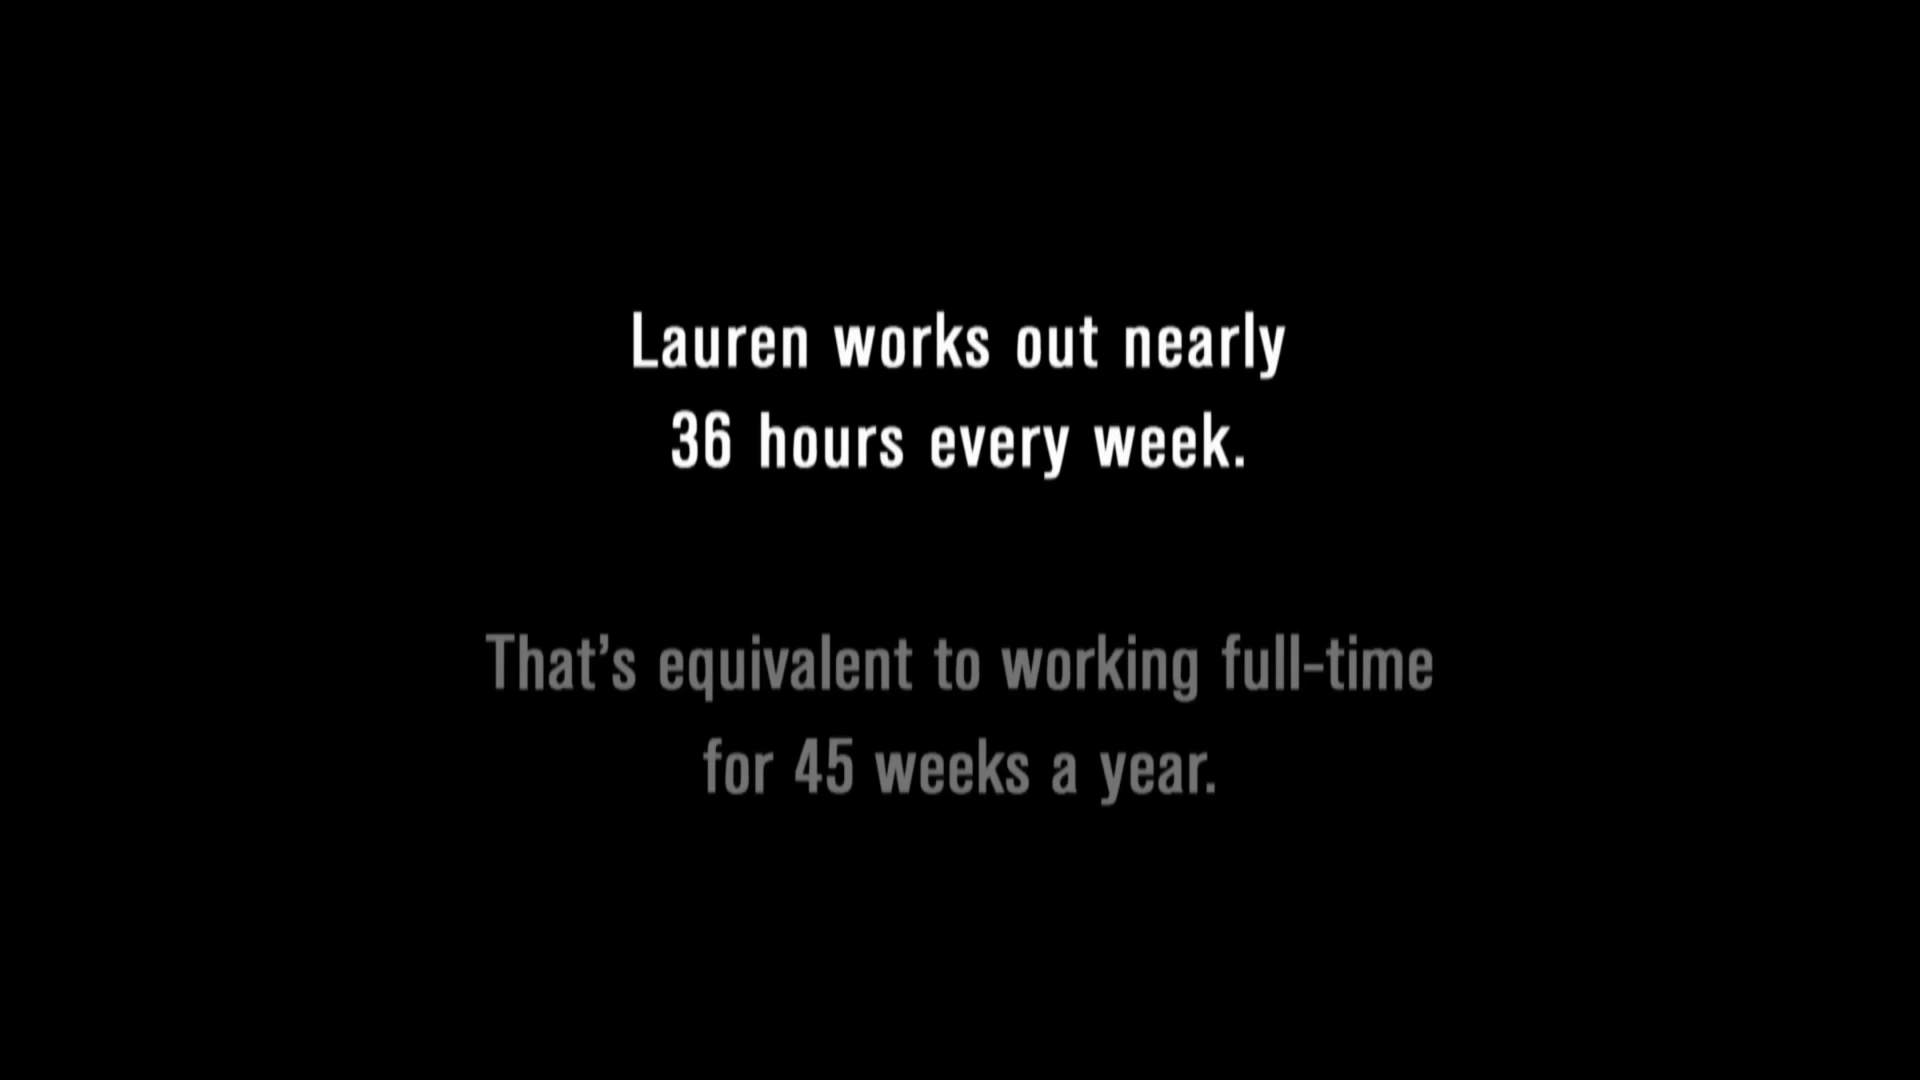 Lauren works out nearly
36 hours every week.
That’s equivalent to working full-time
for 45 weeks a year.